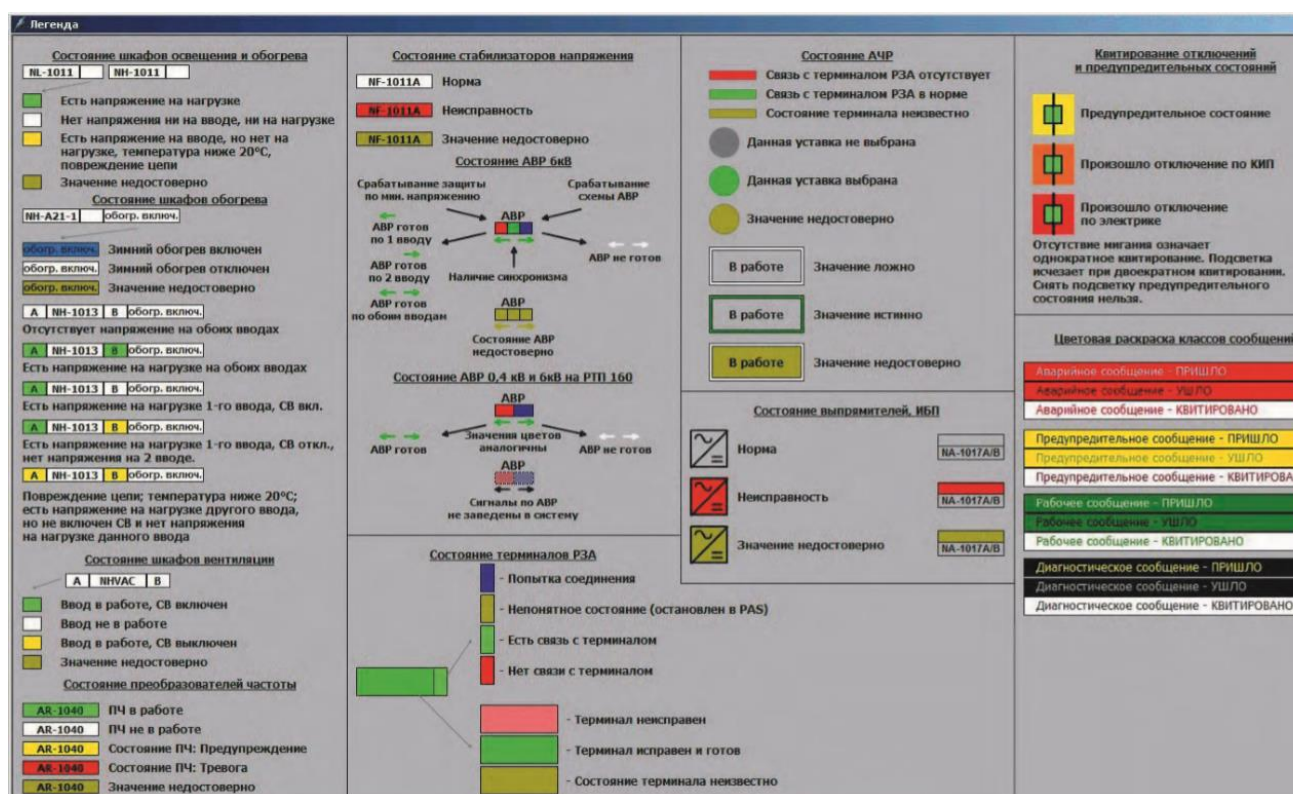 Легенда
Состояние шкафов освещения и обогрева
NL-1011 NH-1011
Есть напряжение на нагрузке
Нет напряжения ни на вводе, ни на нагрузке
Есть напряжение на вводе, но нет на
нагрузке, температура ниже 20°С,
повреждение цепи
Значение недостоверно
Состояние шкафов обогрева
NH-A21-1 обогр. включ.
обогр. включ. Зимний обогрев включен
обогр. включ. Зимний обогрев отключен
обогр. включ. Значение недостоверно
A NH-1013 B обогр. включ.
Отсутствует напряжение на обоих вводах
A NH-1013 B обогр. включ.
Есть напряжение на нагрузке на обоих вводах
A NH-1013 B обогр. включ.
Есть напряжение на нагрузке 1-го ввода, СВ вкл.
A NH-1013 B обогр. включ.
Есть напряжение на нагрузке 1-го ввода, СВ откл.,
нет напряжения на 2 вводе.
A NH-1013 B обогр. включ.
Повреждение цепи; температура ниже 20°С;
есть напряжение на нагрузке другого ввода,
но не включен СВ и нет напряжения
на нагрузке данного ввода
Состояние шкафов вентиляции
A NHVAC B
Ввод в работе, СВ включен
Ввод не в работе
Ввод в работе, СВ выключен
Значение недостоверно
Состояние преобразователей частоты
AR-1040 ПЧ в работе
AR-1040 ПЧ не в работе
AR-1040 Состояние ПЧ: Предупреждение
AR-1040 Состояние ПЧ: Тревога
AR-1040 Значение недостоверно
Состояние стабилизаторов напряжения
NF-1011A Норма
NF-1011A Неисправность
NF-1011A Значение недостоверно
Состояние АВР 6кВ
Срабатывание защиты
по мин. напряжению
Срабатывание
схемы АВР
АВР
АВР готов
по 1 вводу
АВР не готов
АВР готов
по 2 вводу
Наличие синхронизма
АВР готов
по обоим вводам
АВР
Состояние АВР
недостоверно
Состояние АВР 0,4 кВ и 6кВ на РТП 160
АВР
АВР готов
Значения цветов
аналогичны
АВР не готов
АВР
Сигналы по АВР
не заведены в систему
Состояние терминалов РЗА
- Попытка соединения
- Непонятное состояние (остановлен в PAS)
- Есть связь с терминалом
- Нет связи с терминалом
- Терминал неисправен
- Терминал исправен и готов
- Состояние терминала неизвестно
Состояние АЧР
Связь с терминалом РЗА отсутствует
Связь с терминалом РЗА в норме
Состояние терминала неизвестно
Данная уставка не выбрана
Данная уставка выбрана
Значение недостоверно
В работе Значение ложно
В работе Значение истинно
В работе Значение недостоверно
Состояние выпрямителей, ИБП
Норма NA-1017A/B
Неисправность NA-1017A/B
Значение недостоверно NA-1017A/B
Квитирование отключений
и предупредительных состояний
Предупредительное состояние
Произошло отключение по КИП
Произошло отключение
по электрике
Отсутствие мигания означает
однократное квитирование. Подсветка
исчезает при двоекратном квитировании.
Снять подсветку предупредительного
состояния нельзя.
Цветовая раскраска классов сообщений
Аварийное сообщение - ПРИШЛО
Аварийное сообщение - УШЛО
Аварийное сообщение - КВИТИРОВАНО
Предупредительное сообщение - ПРИШЛО
Предупредительное сообщение - УШЛО
Предупредительное сообщение - КВИТИРОВА
Рабочее сообщение - ПРИШЛО
Рабочее сообщение - УШЛО
Рабочее сообщение - КВИТИРОВАНО
Диагностическое сообщение - ПРИШЛО
Диагностическое сообщение - УШЛО
Диагностическое сообщение - КВИТИРОВАНО